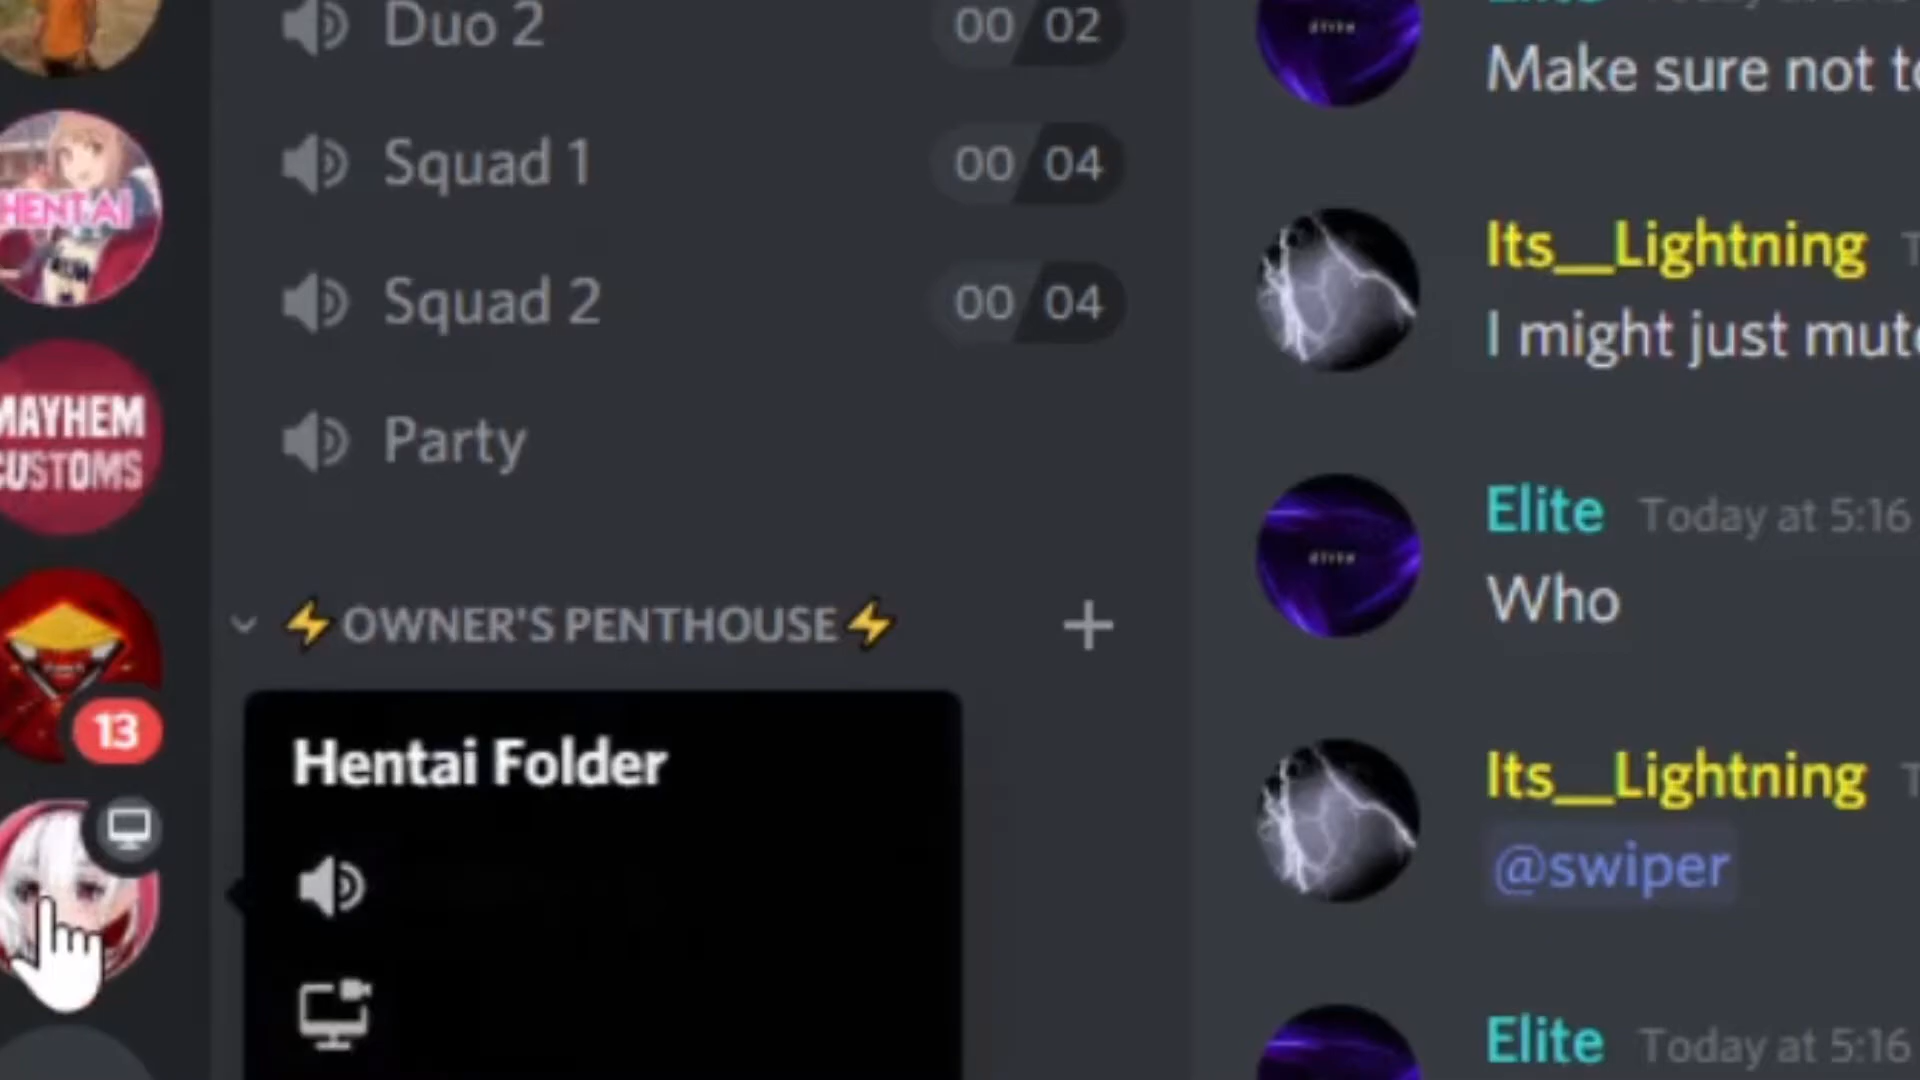 HENTAI
MAYHEM
CUSTOMS
13
Duo 2
00 02
Squad 1
00 04
Squad 2
00 04
Party
⚡OWNER'S PENTHOUSE⚡ +
Hentai Folder
Make sure not
Its__Lightning
I might just
Elite Today at 5:16
Who
Its__Lightning
@swiper
Elite Today at 5:16